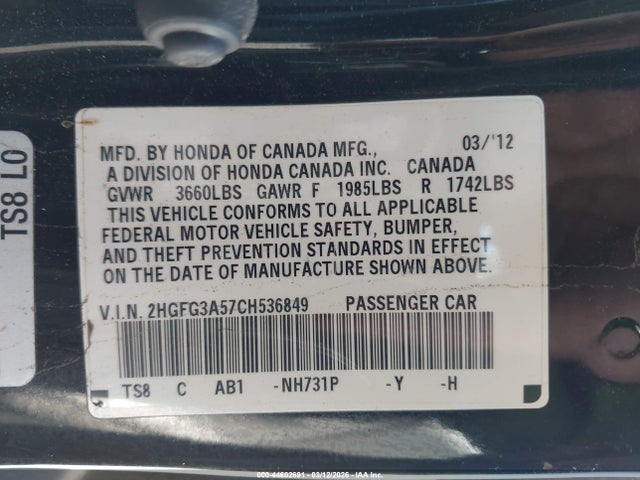 TS8 LO
MFD. BY HONDA OF CANADA MFG., 03/'12
A DIVISION OF HONDA CANADA INC. CANADA
GVWR 3660LBS GAWR F 1985LBS R 1742LBS
THIS VEHICLE CONFORMS TO ALL APPLICABLE
FEDERAL MOTOR VEHICLE SAFETY, BUMPER,
AND THEFT PREVENTION STANDARDS IN EFFECT
ON THE DATE OF MANUFACTURE SHOWN ABOVE.
V.I.N. 2HGFG3A57CH536849 PASSENGER CAR
TS8 C AB1 -NH731P -Y -H
00-44602691 - 03/12/2026 - IAA Inc.